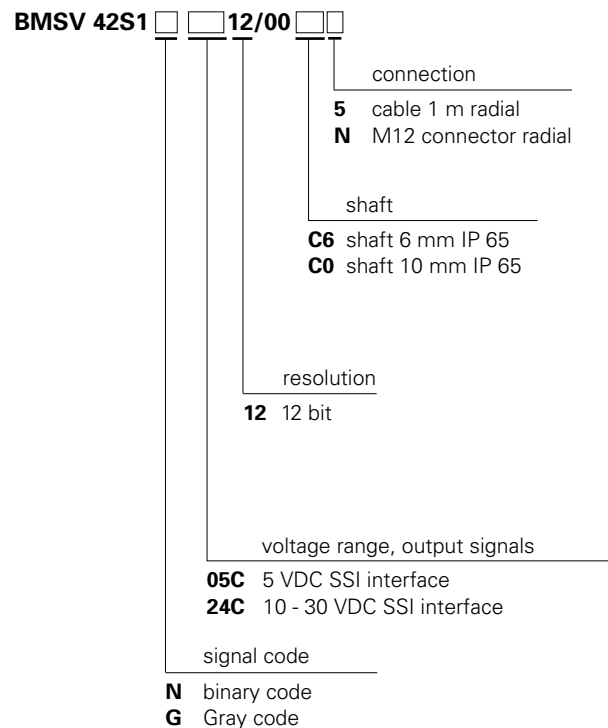 BMSV 42S1 12/00
connection
5 cable 1 m radial
N M12 connector radial
shaft
C6 shaft 6 mm IP 65
C0 shaft 10 mm IP 65
resolution
12 12 bit
voltage range, output signals
05C 5 VDC SSI interface
24C 10 - 30 VDC SSI interface
signal code
N binary code
G Gray code